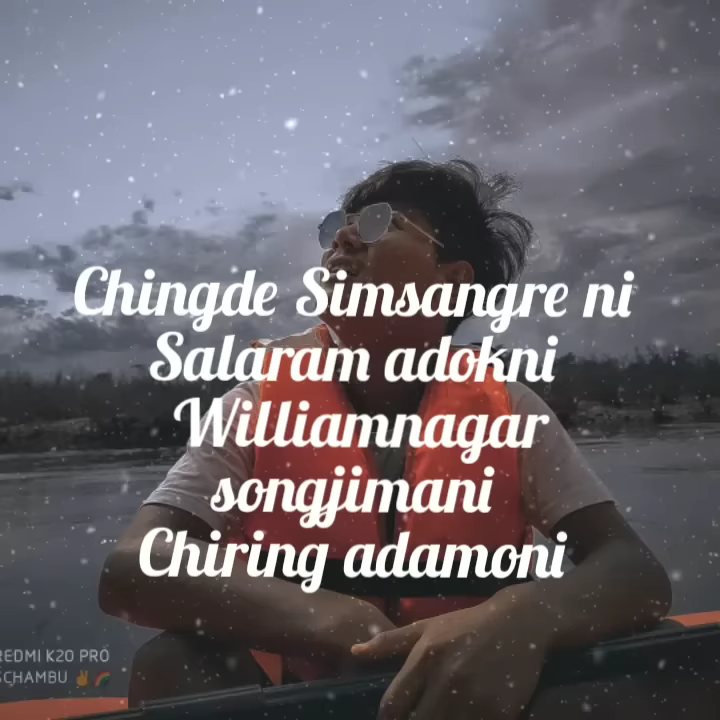 Chingde Simsangre ni
Salaram adokni
Williamnagar
songjimani
Chiring adamoni
REDMI K20 PRO
SCHAMBU ✌🌈